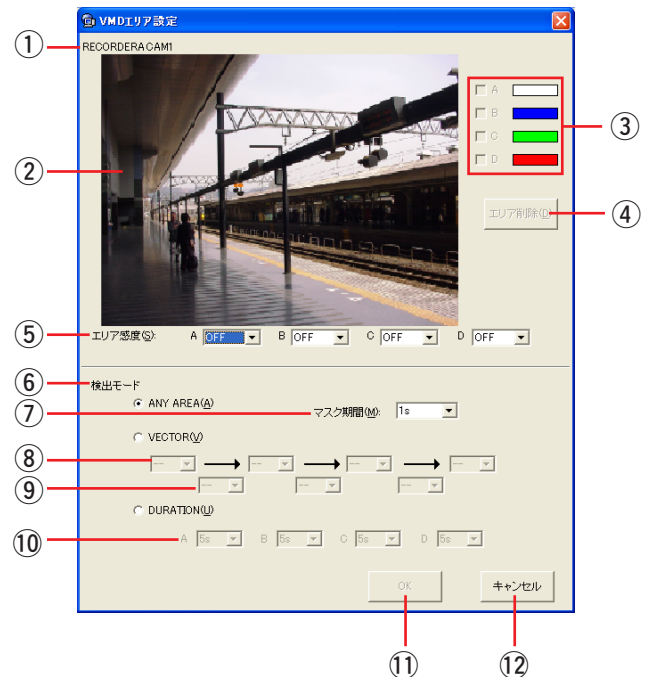 VMDエリア設定
① RECORDERA CAM1
②
A
B
C
D
③
エリア削除(D)
④
⑤ エリア感度(S): A OFF B OFF C OFF D OFF
⑥ 検出モード
ANY AREA(A)
⑦ マスク期間(M): 1s
VECTOR(V)
⑧ -- → -- → -- → --
⑨ -- -- --
DURATION(U)
⑩ A 5s B 5s C 5s D 5s
OK キャンセル
⑪ ⑫